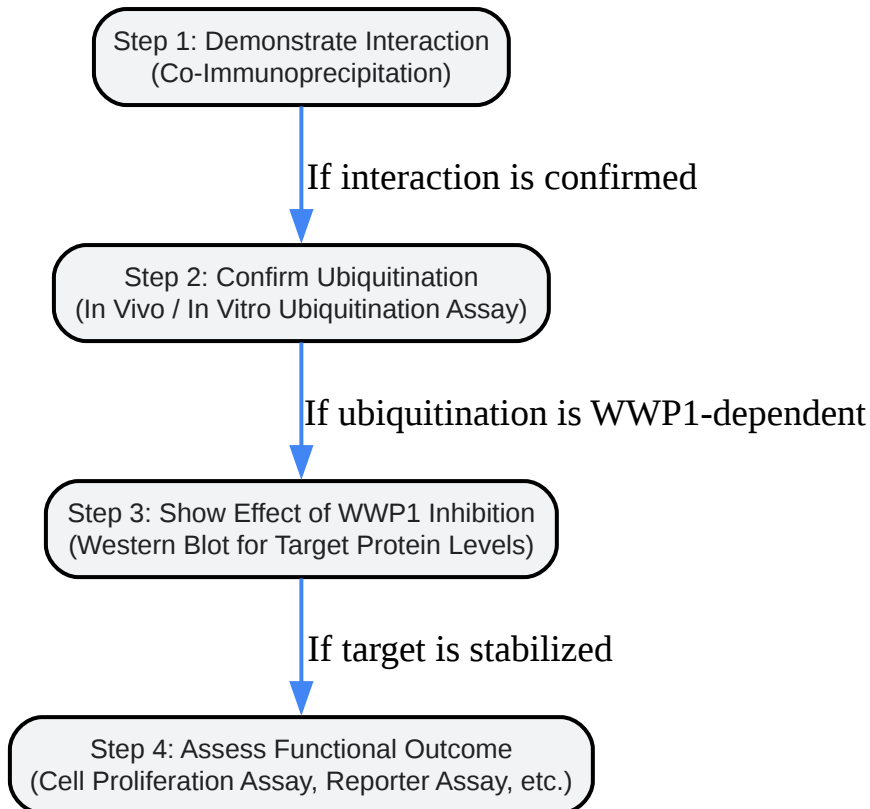 Step 1: Demonstrate Interaction
(Co-Immunoprecipitation)
If interaction is confirmed
Step 2: Confirm Ubiquitination
(In Vivo / In Vitro Ubiquitination Assay)
If ubiquitination is WWP1-dependent
Step 3: Show Effect of WWP1 Inhibition
(Western Blot for Target Protein Levels)
If target is stabilized
Step 4: Assess Functional Outcome
(Cell Proliferation Assay, Reporter Assay, etc.)